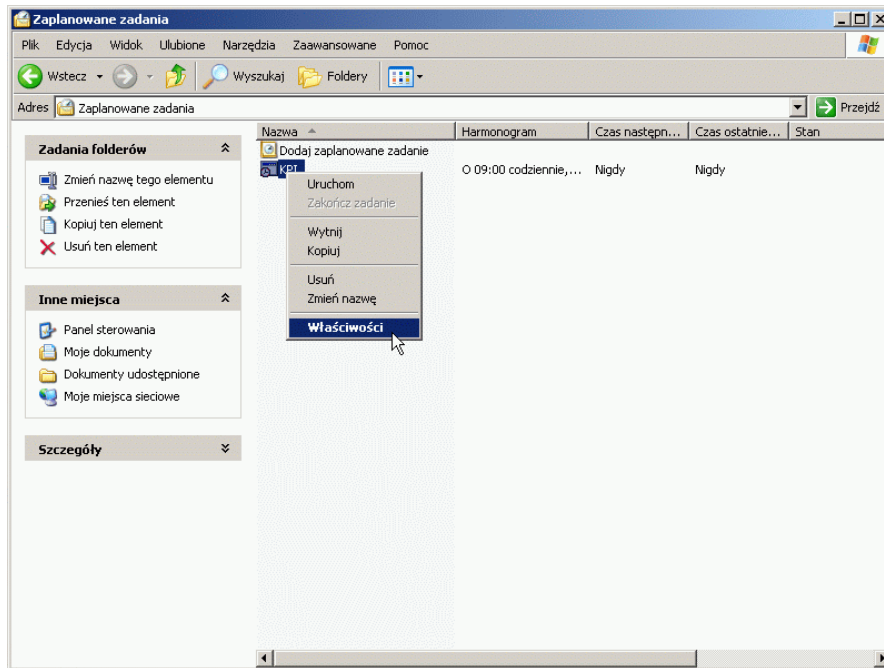 Zaplanowane zadania
Plik Edycja Widok Ulubione Narzędzia Zaawansowane Pomoc
Wstecz Wyszukaj Foldery
Adres Zaplanowane zadania Przejdź
Nazwa Harmonogram Czas następn... Czas ostatnie... Stan
Zadania folderów
Zmień nazwę tego elementu
Przenieś ten element
Kopiuj ten element
Usuń ten element
Inne miejsca
Panel sterowania
Moje dokumenty
Dokumenty udostępnione
Moje miejsca sieciowe
Szczegóły
Dodaj zaplanowane zadanie
KPI O 09:00 codziennie,... Nigdy Nigdy
Uruchom
Zakończ zadanie
Wytnij
Kopiuj
Usuń
Zmień nazwę
Właściwości